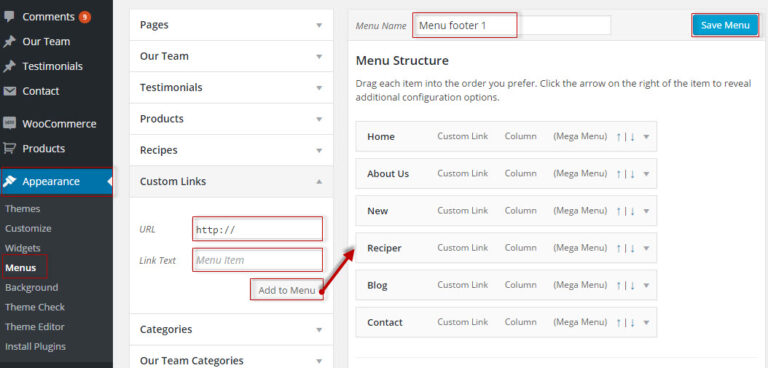 Comments 9
Our Team
Testimonials
Contact
WooCommerce
Products
Appearance
Themes
Customize
Widgets
Menus
Background
Theme Check
Theme Editor
Install Plugins
Pages
Our Team
Testimonials
Products
Recipes
Custom Links
URL http://
Link Text Menu Item
Add to Menu
Categories
Our Team Categories
Menu Name Menu footer 1 Save Menu
Menu Structure
Drag each item into the order you prefer. Click the arrow on the right of the item to reveal
additional configuration options.
Home Custom Link Column (Mega Menu) ↑ | ↓
About Us Custom Link Column (Mega Menu) ↑ | ↓
New Custom Link Column (Mega Menu) ↑ | ↓
Reciper Custom Link Column (Mega Menu) ↑ | ↓
Blog Custom Link Column (Mega Menu) ↑ | ↓
Contact Custom Link Column (Mega Menu) ↑ | ↓